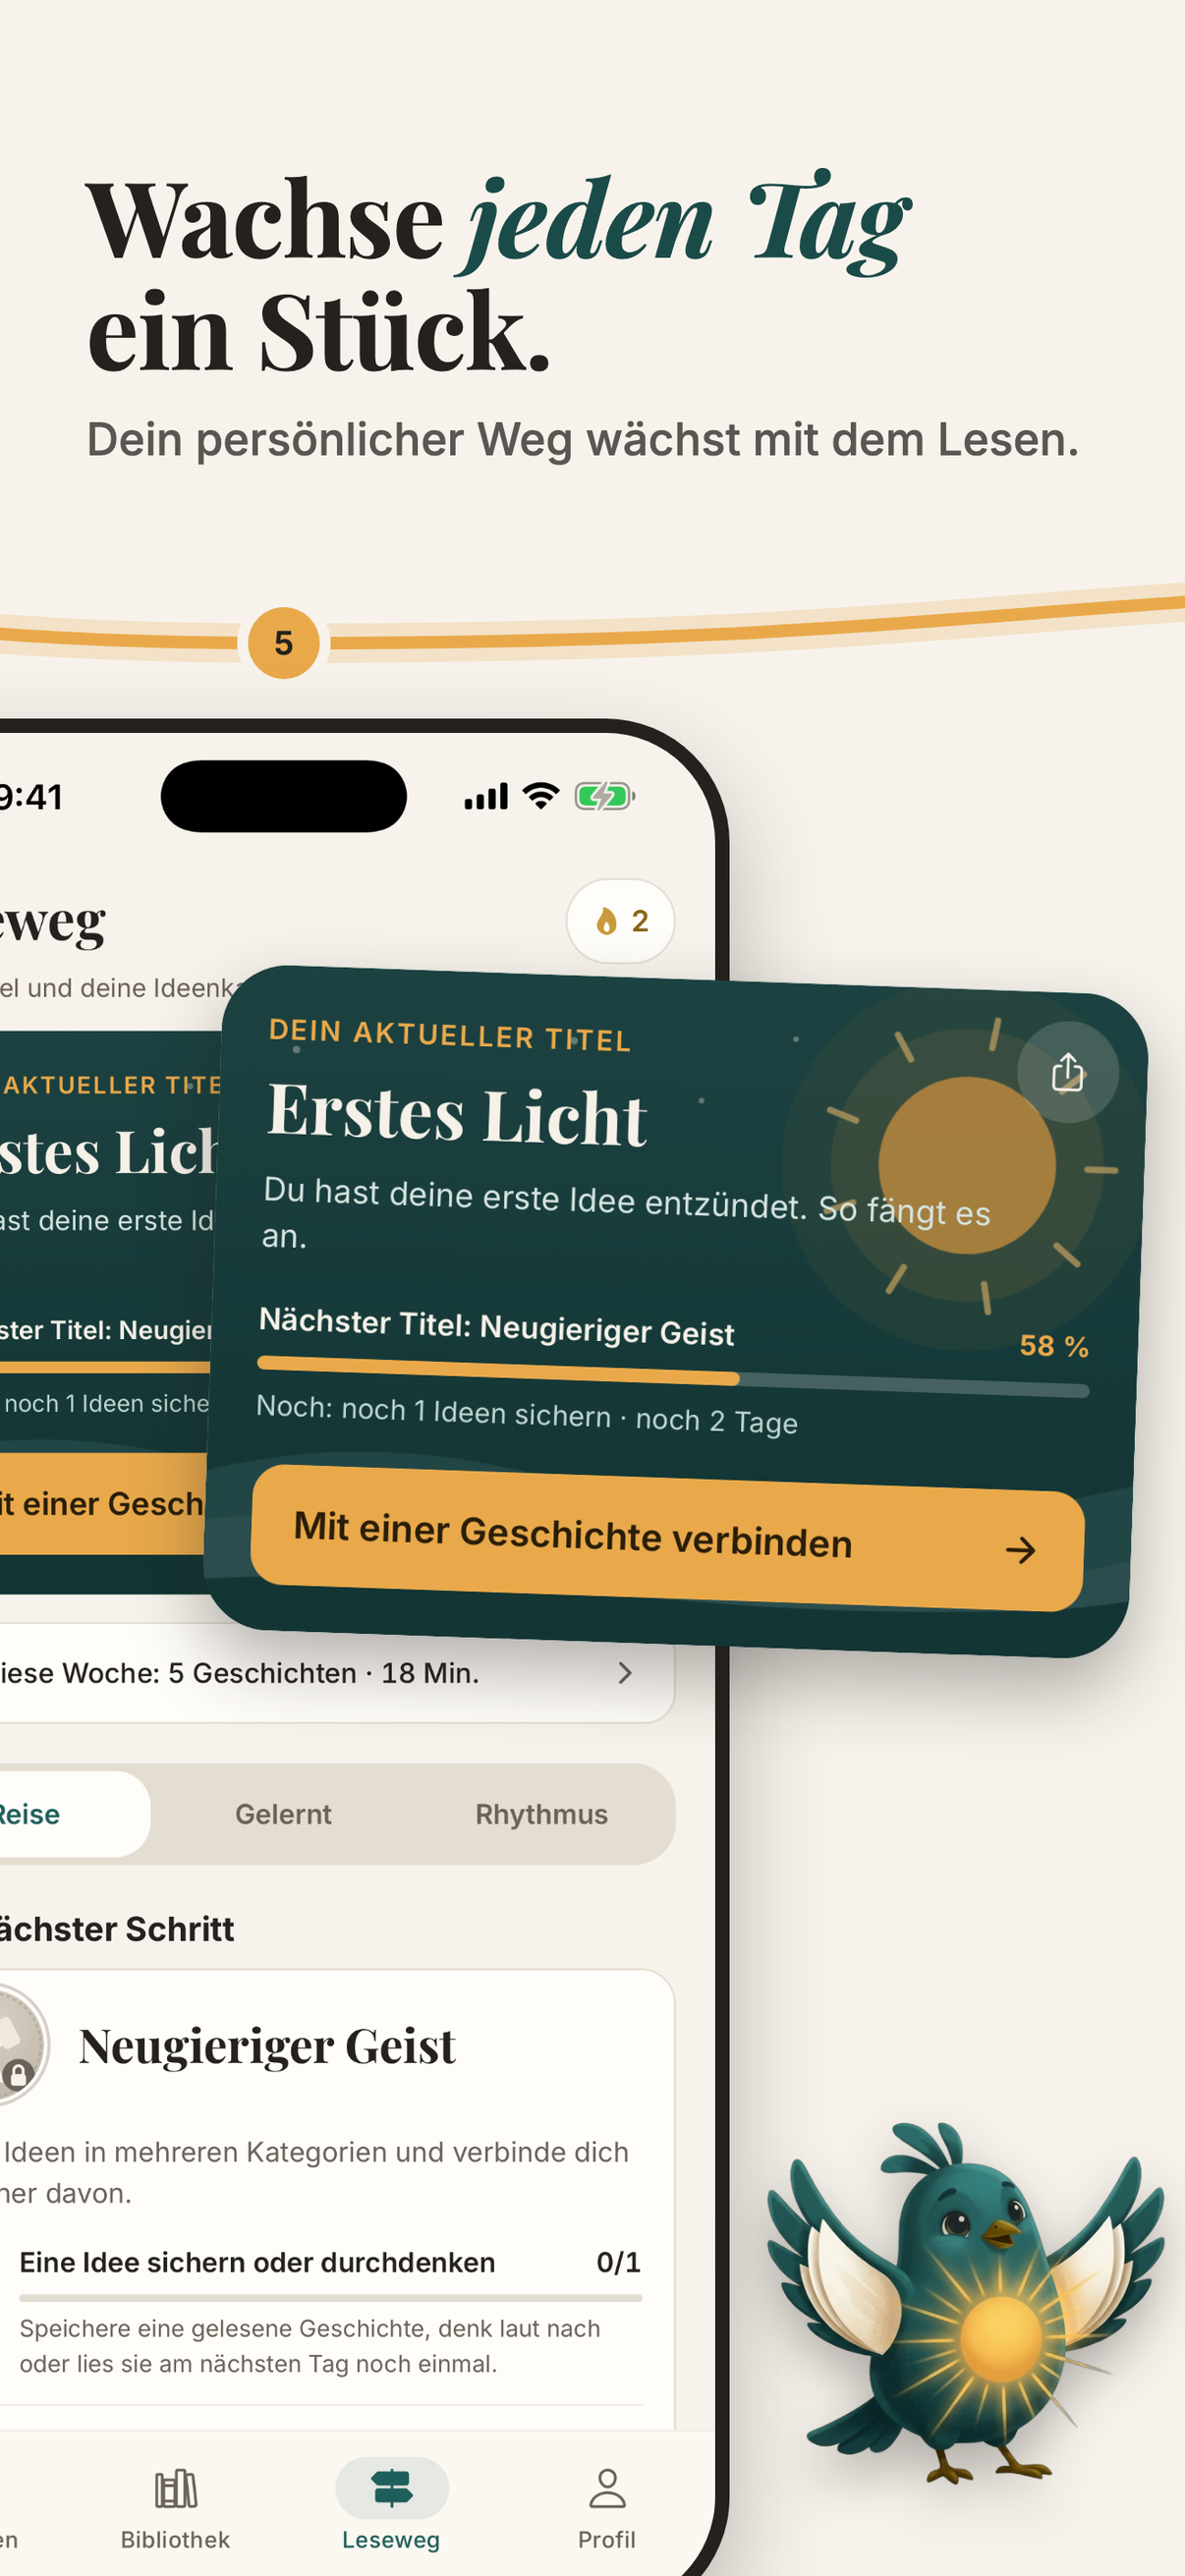 Wachse jeden Tag
ein Stück.
Dein persönlicher Weg wächst mit dem Lesen.
5
9:41
eweg
2
el und deine Ideenka
AKTUELLER TITE
stes Lich
ast deine erste Id
ster Titel: Neugier
noch 1 Ideen siche
it einer Gesch
DEIN AKTUELLER TITEL
Erstes Licht
Du hast deine erste Idee entzündet. So fängt es
an.
Nächster Titel: Neugieriger Geist
58 %
Noch: noch 1 Ideen sichern · noch 2 Tage
Mit einer Geschichte verbinden
iese Woche: 5 Geschichten · 18 Min.
Reise
Gelernt
Rhythmus
ächster Schritt
Neugieriger Geist
Ideen in mehreren Kategorien und verbinde dich
ner davon.
Eine Idee sichern oder durchdenken
0/1
Speichere eine gelesene Geschichte, denk laut nach
oder lies sie am nächsten Tag noch einmal.
en
Bibliothek
Leseweg
Profil